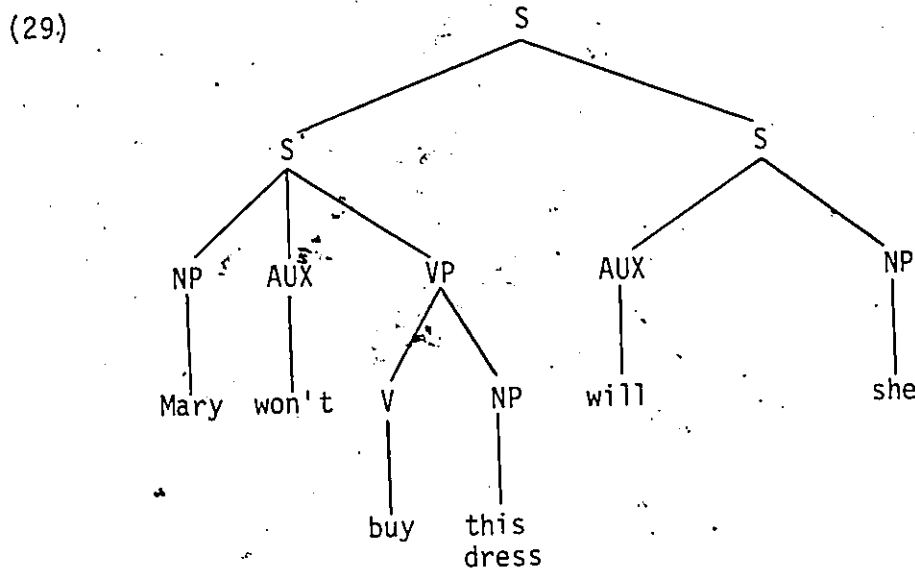 (29.)
S
S S
NP AUX VP AUX NP
Mary won't V NP will she
buy this
dress